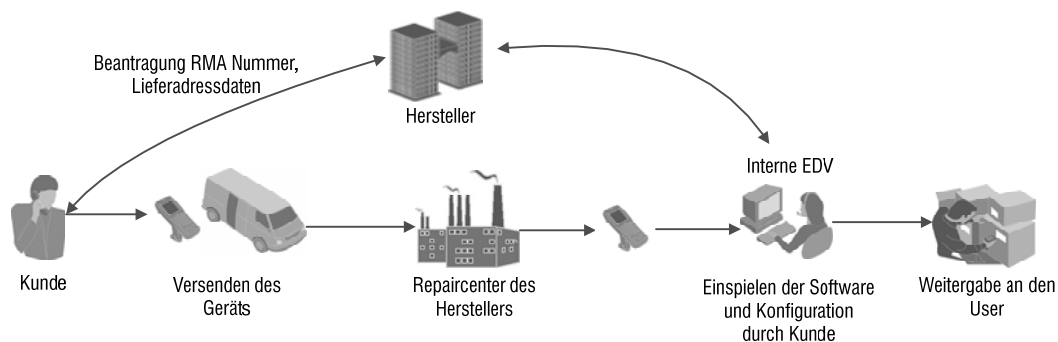 Beantragung RMA Nummer,
Lieferadressdaten
Hersteller
Interne EDV
Kunde
Versenden des
Geräts
Repaircenter des
Herstellers
Einspielen der Software
und Konfiguration
durch Kunde
Weitergabe an den
User